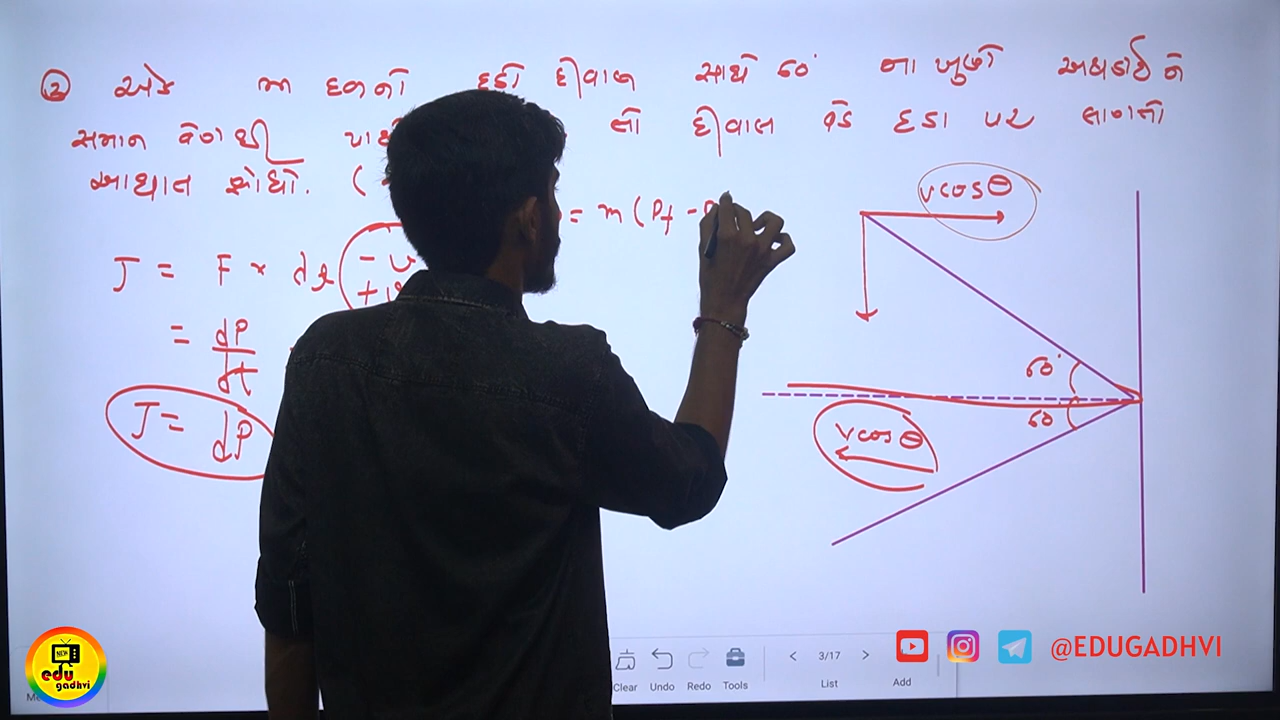 ② એક m દળનો દડો દીવાલ સાથે 60° ના ખુણે અથડાઈને
સમાન વેગથી તો દીવાલ વડે દડા પર લાગતો
આઘાત શોધો. (
= m (Pf -
J = F × dt
= dP/dt
J = dP
- v
+ v
vcosθ
60°
60°
vcosθ
NEW
edu
gadhvi
Clear
Undo
Redo
Tools
< 3/17 >
List
Add
@EDUGADHVI